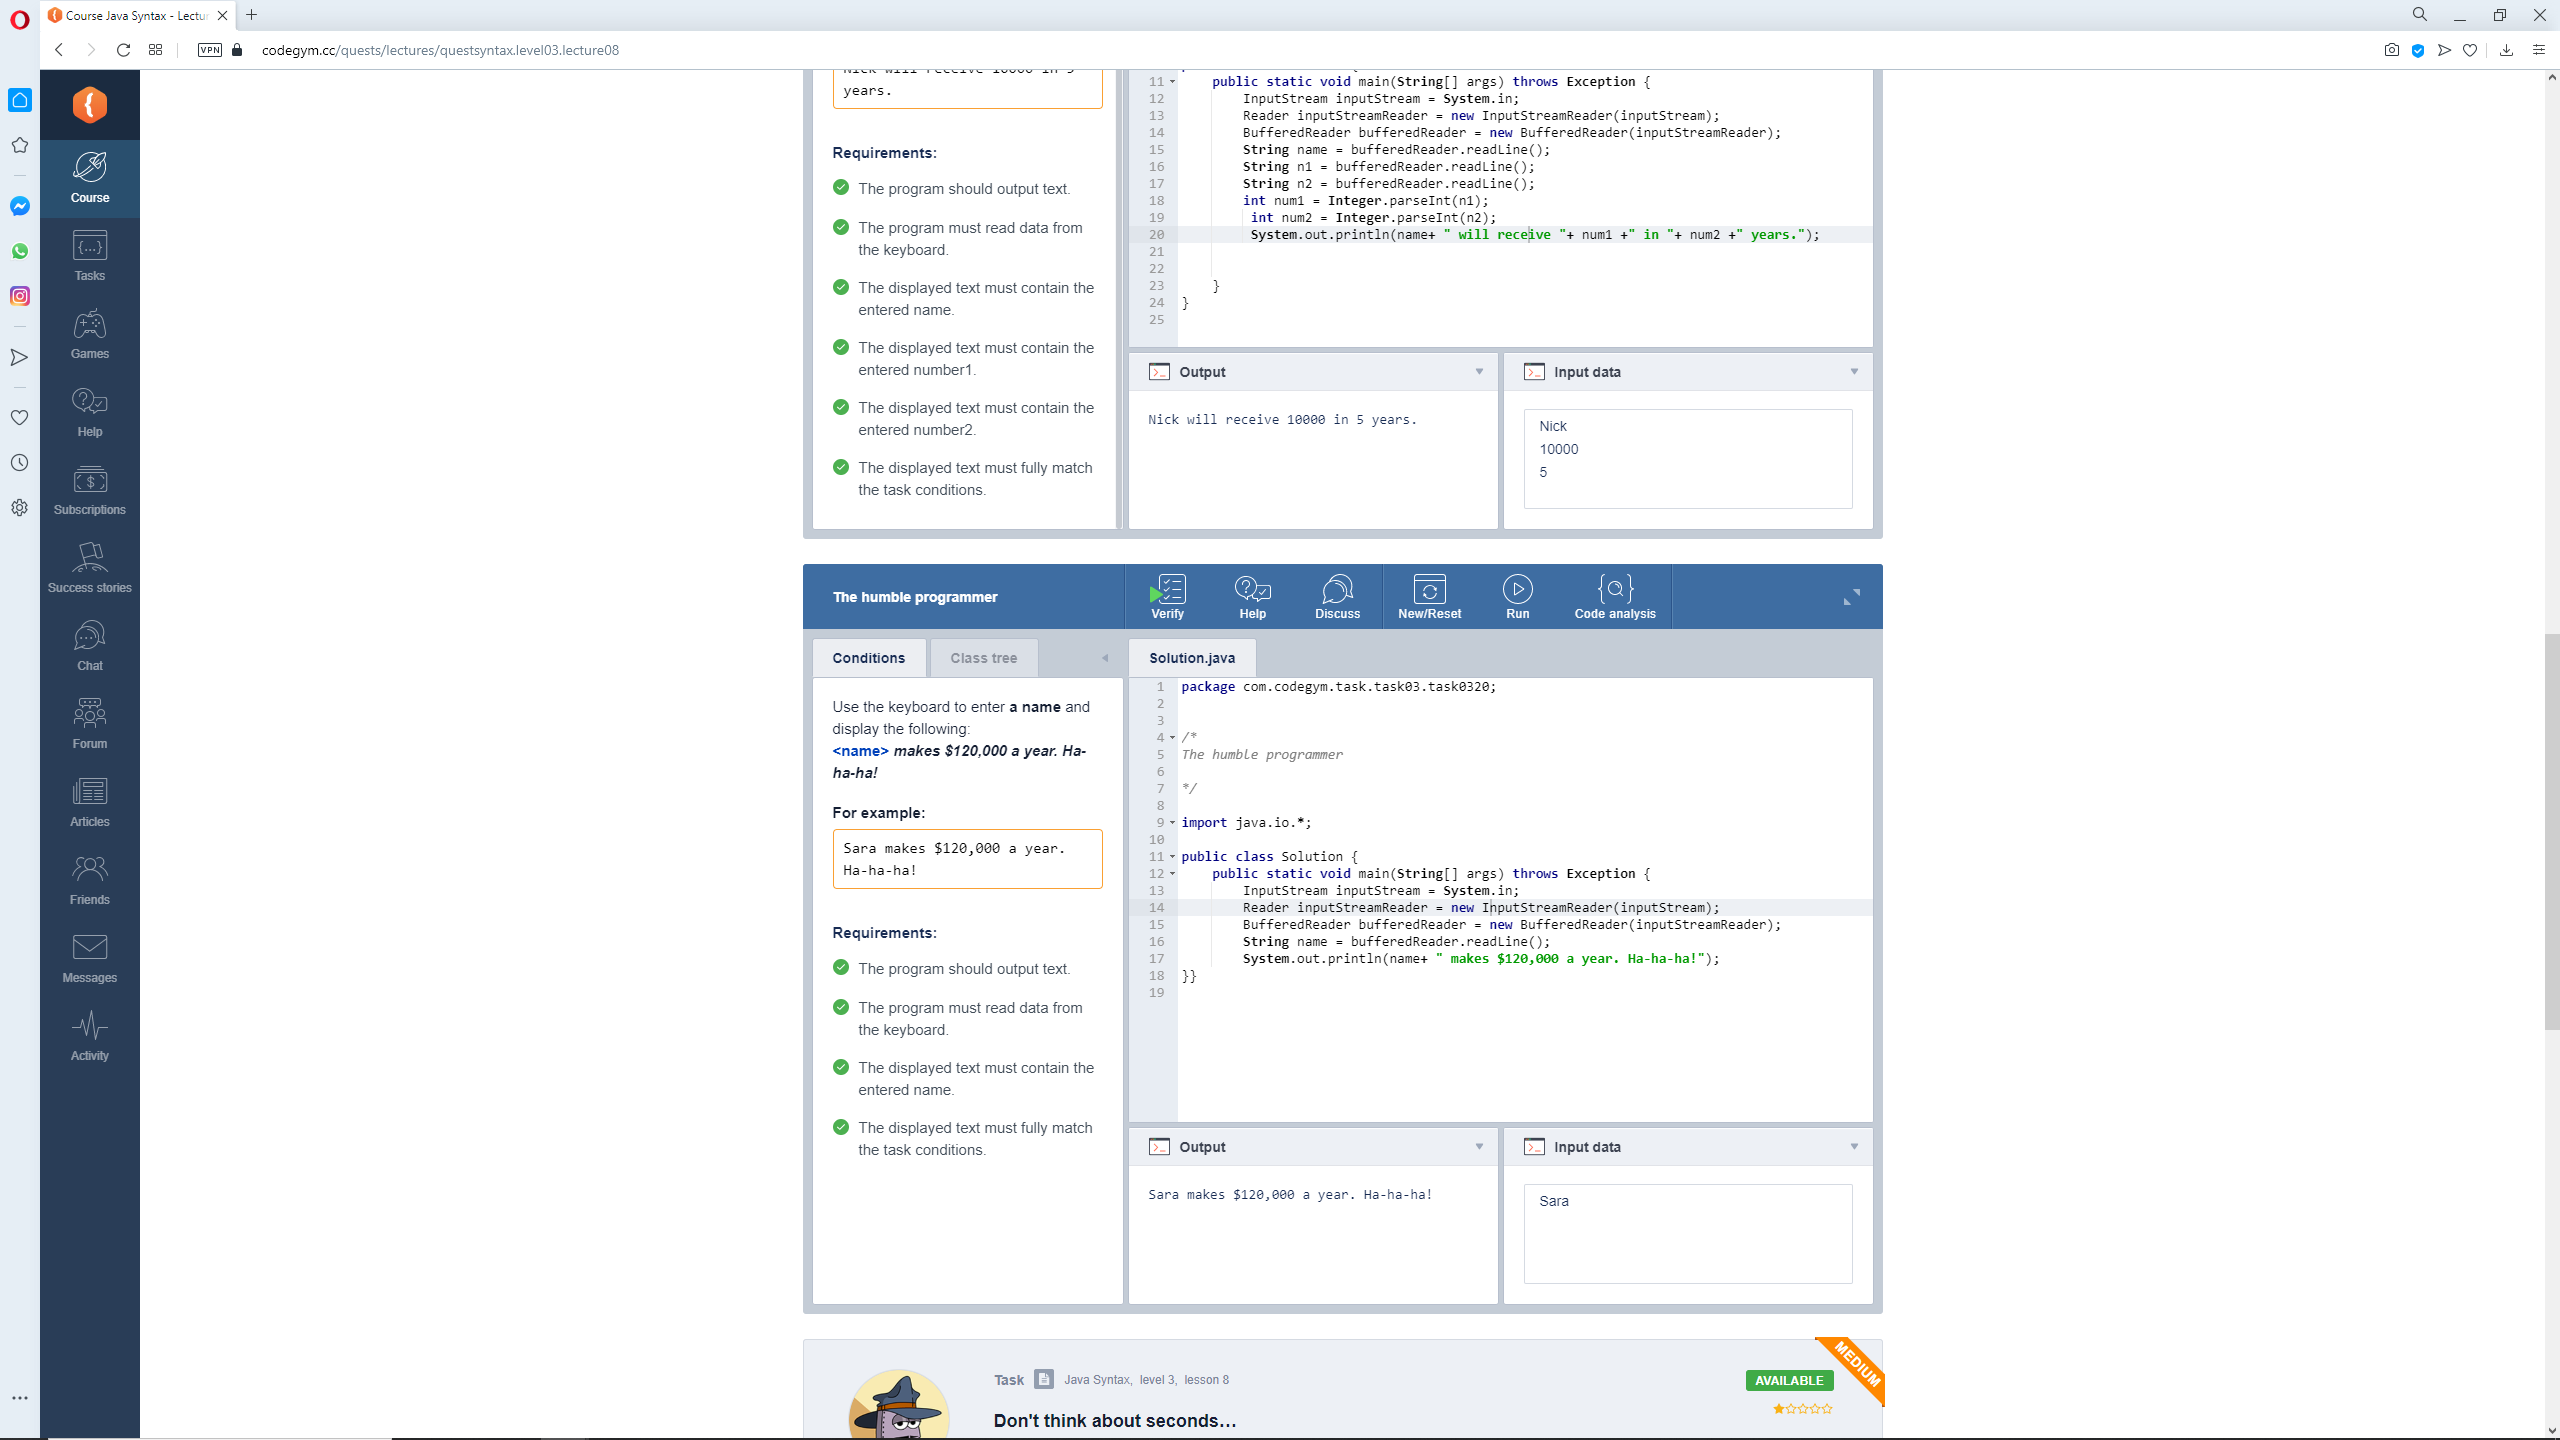 Course Java Syntax - Lectur
VPN
codegym.cc/quests/lectures/questsyntax.level03.lecture08
Course
Tasks
Games
Help
Subscriptions
Success stories
Chat
Forum
Articles
Friends
Messages
Activity
years.
Requirements:
The program should output text.
The program must read data from
the keyboard.
The displayed text must contain the
entered name.
The displayed text must contain the
entered number1.
The displayed text must contain the
entered number2.
The displayed text must fully match
the task conditions.
11 public static void main(String[] args) throws Exception {
12 InputStream inputStream = System.in;
13 Reader inputStreamReader = new InputStreamReader(inputStream);
14 BufferedReader bufferedReader = new BufferedReader(inputStreamReader);
15 String name = bufferedReader.readLine();
16 String n1 = bufferedReader.readLine();
17 String n2 = bufferedReader.readLine();
18 int num1 = Integer.parseInt(n1);
19 int num2 = Integer.parseInt(n2);
20 System.out.println(name+ " will receive "+ num1 +" in "+ num2 +" years.");
21
22
23 }
24 }
25
Output
Nick will receive 10000 in 5 years.
Input data
Nick
10000
5
The humble programmer
Verify
Help
Discuss
New/Reset
Run
Code analysis
Conditions
Class tree
Solution.java
Use the keyboard to enter a name and
display the following:
<name> makes $120,000 a year. Ha-
ha-ha!
For example:
Sara makes $120,000 a year.
Ha-ha-ha!
Requirements:
The program should output text.
The program must read data from
the keyboard.
The displayed text must contain the
entered name.
The displayed text must fully match
the task conditions.
1 package com.codegym.task.task03.task0320;
2
3
4 /*
5 The humble programmer
6
7 */
8
9 import java.io.*;
10
11 public class Solution {
12 public static void main(String[] args) throws Exception {
13 InputStream inputStream = System.in;
14 Reader inputStreamReader = new InputStreamReader(inputStream);
15 BufferedReader bufferedReader = new BufferedReader(inputStreamReader);
16 String name = bufferedReader.readLine();
17 System.out.println(name+ " makes $120,000 a year. Ha-ha-ha!");
18 }}
19
Output
Sara makes $120,000 a year. Ha-ha-ha!
Input data
Sara
Task Java Syntax, level 3, lesson 8
Don't think about seconds…
AVAILABLE
MEDIUM